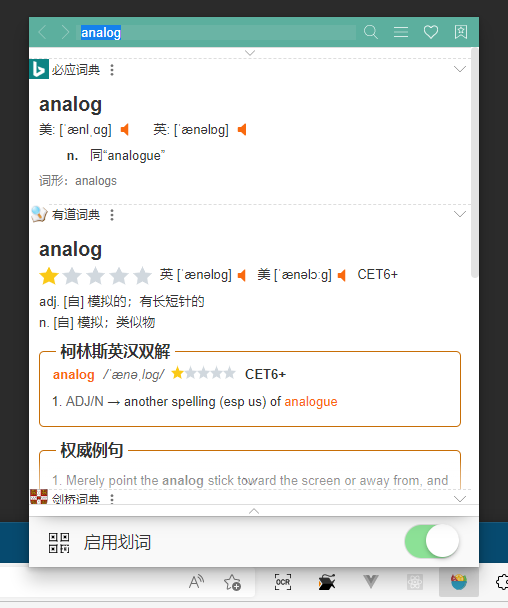 analog
必应词典
analog
美: [ˈænlˌɑɡ] 英: [ˈænəlɒɡ]
n. 同“analogue”
词形：analogs
有道词典
analog
英 [ˈænəlɒɡ] 美 [ˈænəlɔːɡ] CET6+
adj. [自] 模拟的；有长短针的
n. [自] 模拟；类似物
柯林斯英汉双解
analog /ˈænəˌlɒɡ/ CET6+
1. ADJ/N → another spelling (esp us) of analogue
权威例句
1. Merely point the analog stick toward the screen or away from, and
剑桥词典
启用划词
A
OCR